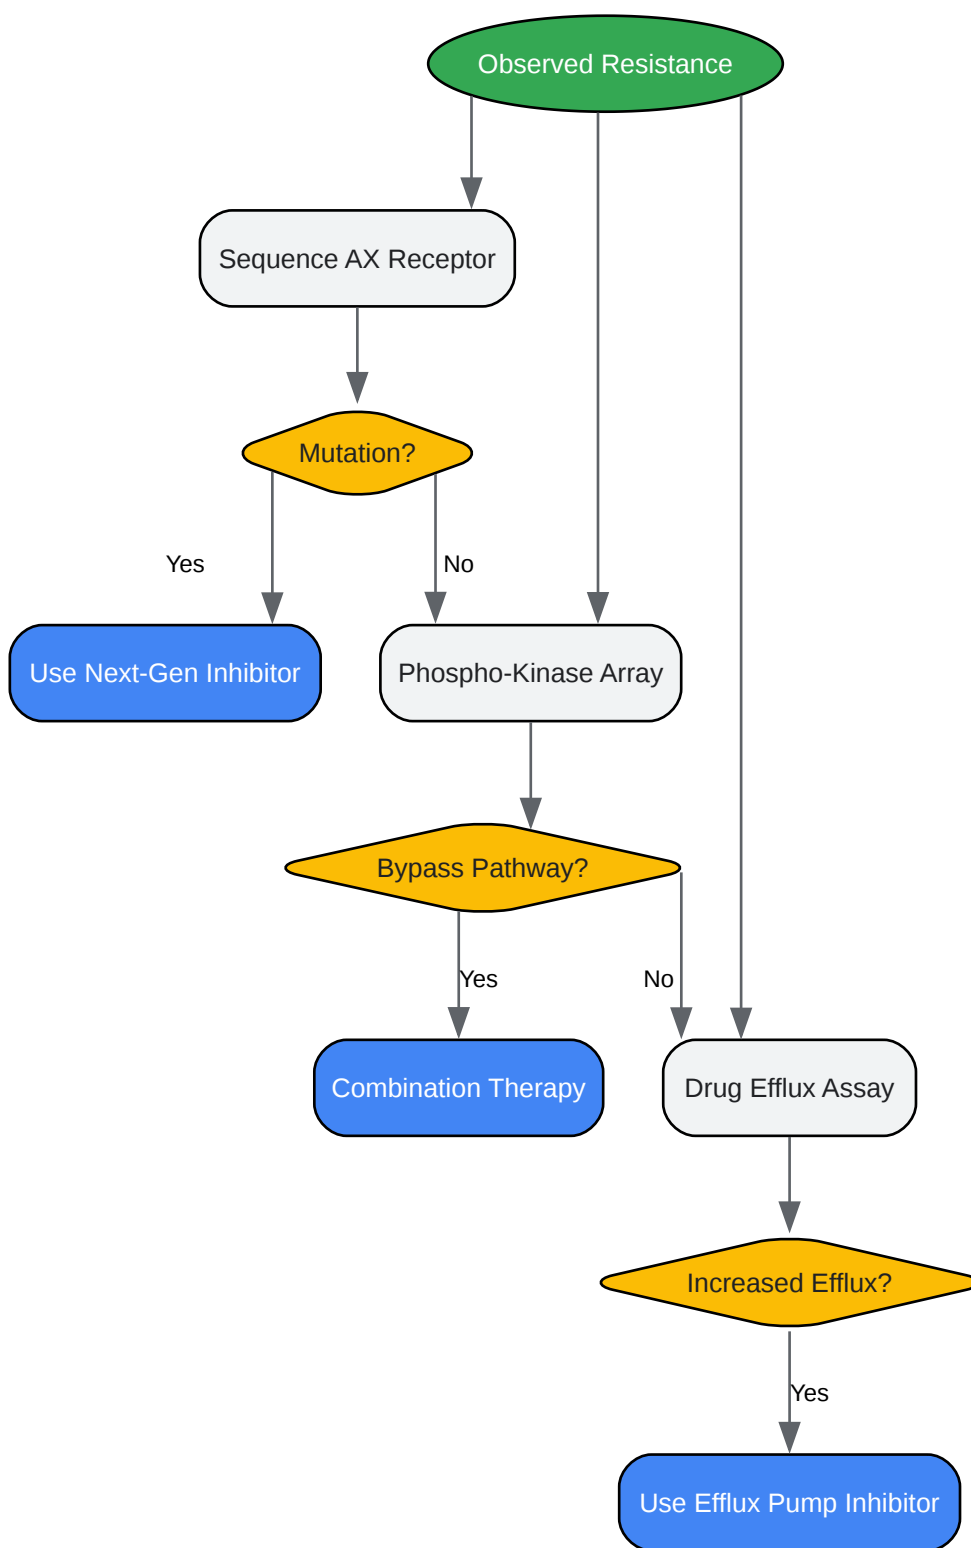 Observed Resistance
Sequence AX Receptor
Mutation?
Yes
No
Use Next-Gen Inhibitor
Phospho-Kinase Array
Bypass Pathway?
Yes
No
Combination Therapy
Drug Efflux Assay
Increased Efflux?
Yes
Use Efflux Pump Inhibitor